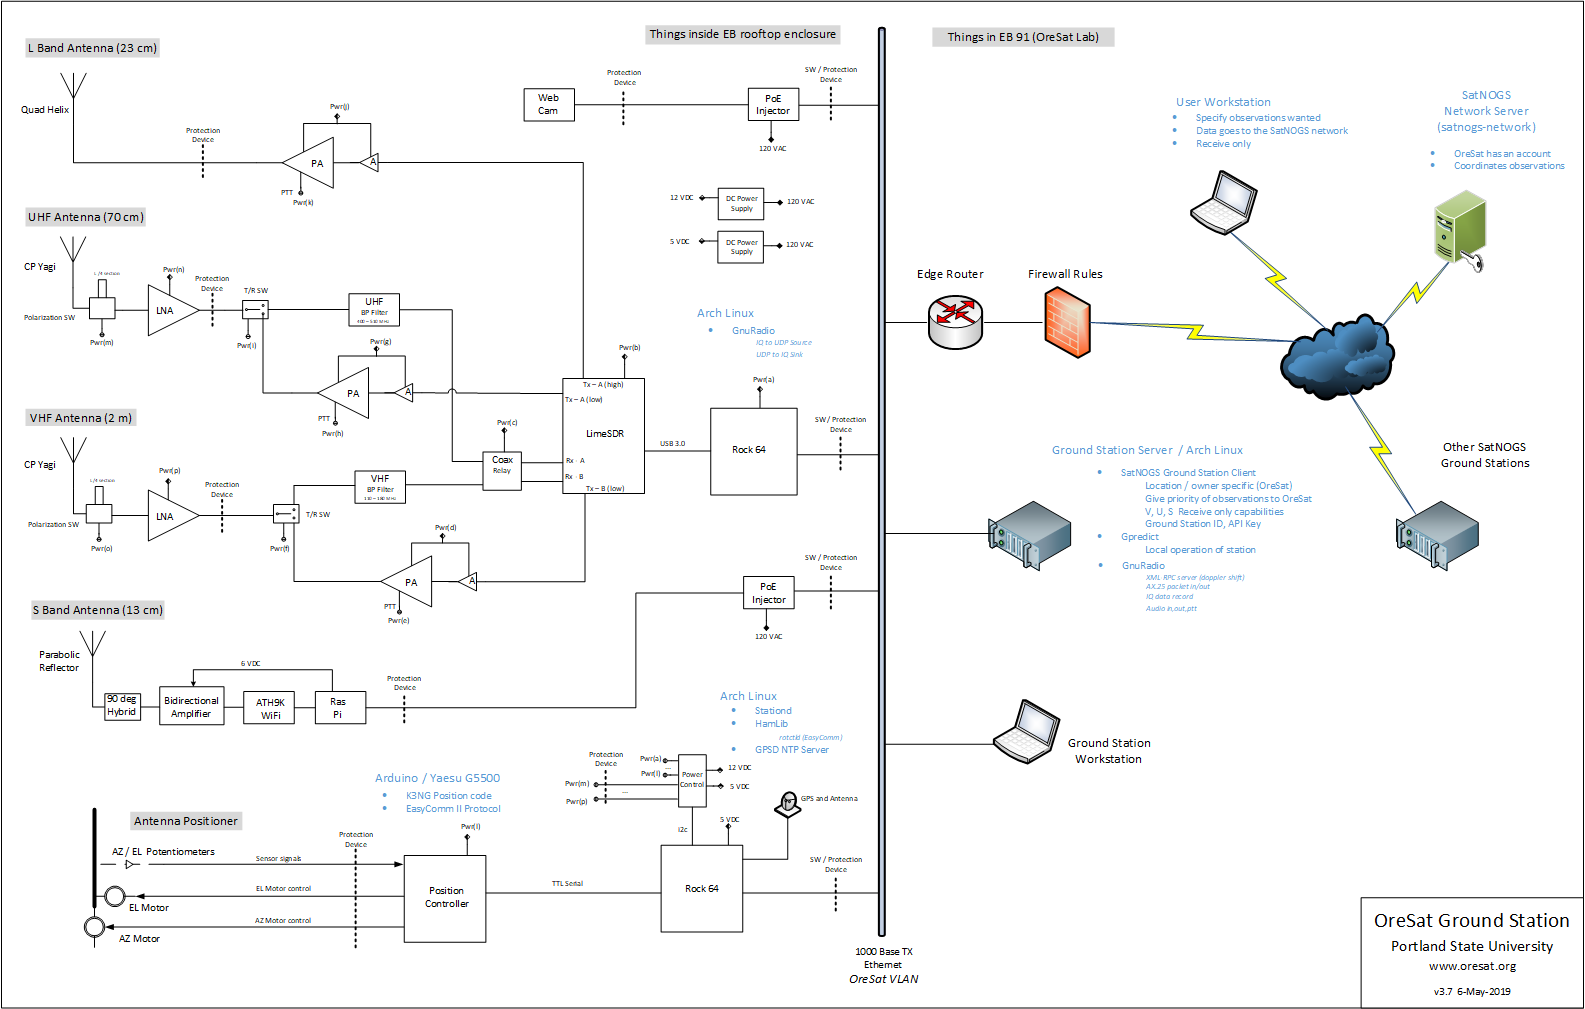 L Band Antenna (23 cm)
Quad Helix
Protection
Device
Pwr(j)
PA
A
PTT
Pwr(k)
Things inside EB rooftop enclosure
Web
Cam
Protection
Device
PoE
Injector
120 VAC
SW / Protection
Device
12 VDC
DC Power
Supply
120 VAC
5 VDC
DC Power
Supply
120 VAC
UHF Antenna (70 cm)
CP Yagi
L /4 section
Polarization SW
Pwr(m)
Pwr(n)
LNA
Protection
Device
T/R SW
Pwr(i)
UHF
BP Filter
Pwr(g)
PA
A
PTT
Pwr(h)
VHF Antenna (2 m)
CP Yagi
L/4 section
Polarization SW
Pwr(o)
Pwr(p)
LNA
Protection
Device
T/R SW
Pwr(f)
VHF
BP Filter
Pwr(d)
PA
A
PTT
Pwr(e)
Pwr(c)
Coax
Relay
Pwr(b)
Tx – A (high)
Tx – A (low)
LimeSDR
Rx - A
Rx - B
Tx – B (low)
USB 3.0
Arch Linux
• GnuRadio
IQ to UDP Source
UDP to IQ Sink
Pwr(a)
Rock 64
SW / Protection
Device
S Band Antenna (13 cm)
Parabolic
Reflector
90 deg
Hybrid
Bidirectional
Amplifier
6 VDC
ATH9K
WiFi
Ras
Pi
Protection
Device
PoE
Injector
120 VAC
SW / Protection
Device
Arch Linux
• Stationd
• HamLib
rotctld (EasyComm)
• GPSD NTP Server
Protection
Device
Pwr(a)
...
Pwr(l)
Pwr(m)
...
Pwr(p)
Power
Control
12 VDC
5 VDC
i2c
5 VDC
GPS and Antenna
Rock 64
SW / Protection
Device
Arduino / Yaesu G5500
• K3NG Position code
• EasyComm II Protocol
Antenna Positioner
AZ / EL Potentiometers
Protection
Device
Pwr(l)
Sensor signals
EL Motor control
EL Motor
AZ Motor control
AZ Motor
Position
Controller
TTL Serial
1000 Base TX
Ethernet
OreSat VLAN
Things in EB 91 (OreSat Lab)
User Workstation
• Specify observations wanted
• Data goes to the SatNOGS network
• Receive only
SatNOGS
Network Server
(satnogs-network)
• OreSat has an account
• Coordinates observations
Edge Router
Firewall Rules
Other SatNOGS
Ground Stations
Ground Station Server / Arch Linux
• SatNOGS Ground Station Client
Location / owner specific (OreSat)
Give priority of observations to OreSat
V, U, S Receive only capabilities
Ground Station ID, API Key
• Gpredict
Local operation of station
• GnuRadio
XML RPC server (doppler shift)
AX.25 packet in/out
IQ data record
Audio in,out,ptt
Ground Station
Workstation
OreSat Ground Station
Portland State University
www.oresat.org
v3.7 6-May-2019